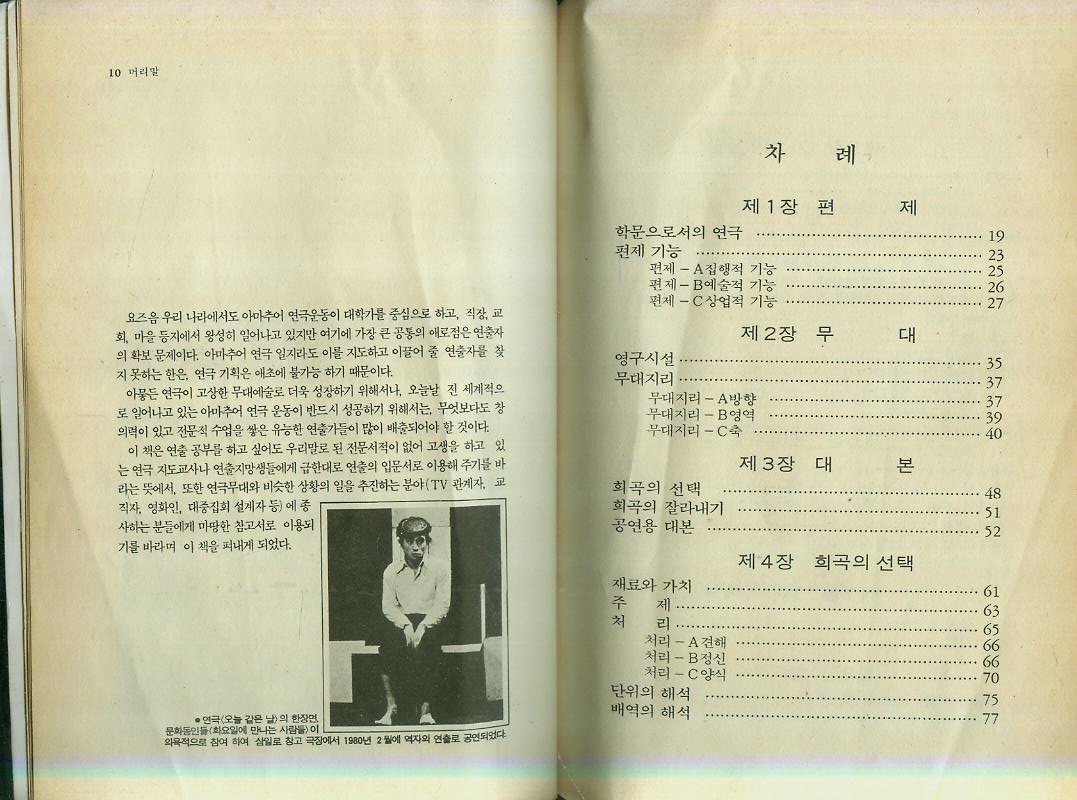 10 머리말
요즈음 우리 나라에서도 아마추어 연극운동이 대학가를 중심으로 하고, 직장, 교
회, 마을 등지에서 왕성히 일어나고 있지만 여기에 가장 큰 공통의 애로점은 연출자
의 확보 문제이다. 아마추어 연극 일지라도 이를 지도하고 이끌어 줄 연출자를 찾
지 못하는 한은, 연극 기획은 애초에 불가능 하기 때문이다.
아뭏든 연극이 고상한 무대예술로 더욱 성장하기 위해서나, 오늘날 전 세계적으
로 일어나고 있는 아마추어 연극 운동이 반드시 성공하기 위해서는, 무엇보다도 창
의력이 있고 전문적 수업을 쌓은 유능한 연출가들이 많이 배출되어야 할 것이다.
이 책은 연출 공부를 하고 싶어도 우리말로 된 전문서적이 없어 고생을 하고 있
는 연극 지도교사나 연출지망생들에게 급한대로 연출의 입문서로 이용해 주기를 바
라는 뜻에서, 또한 연극무대와 비슷한 상황의 일을 추진하는 분야(TV 관계자, 교
직자, 영화인, 대중집회 설계자 등)에 종
사하는 분들에게 마땅한 참고서로 이용되
기를 바라며 이 책을 펴내게 되었다.
●연극〈오늘 같은 날〉의 한장면.
문화동인들〈화요일에 만나는 사람들〉이
의욕적으로 참여 하여 삼일로 창고 극장에서 1980년 2월에 역자의 연출로 공연되었다.
차 례
제1장 편 제
학문으로서의 연극 19
편제 기능 23
편제-A집행적 기능 25
편제-B예술적 기능 26
편제-C상업적 기능 27
제2장 무 대
영구시설 35
무대지리 37
무대지리-A방향 37
무대지리-B영역 39
무대지리-C축 40
제3장 대 본
희곡의 선택 48
희곡의 잘라내기 51
공연용 대본 52
제4장 희곡의 선택
재료와 가치 61
주 제 63
처 리 65
처리-A견해 66
처리-B정신 66
처리-C양식 70
단위의 해석 75
배역의 해석 77